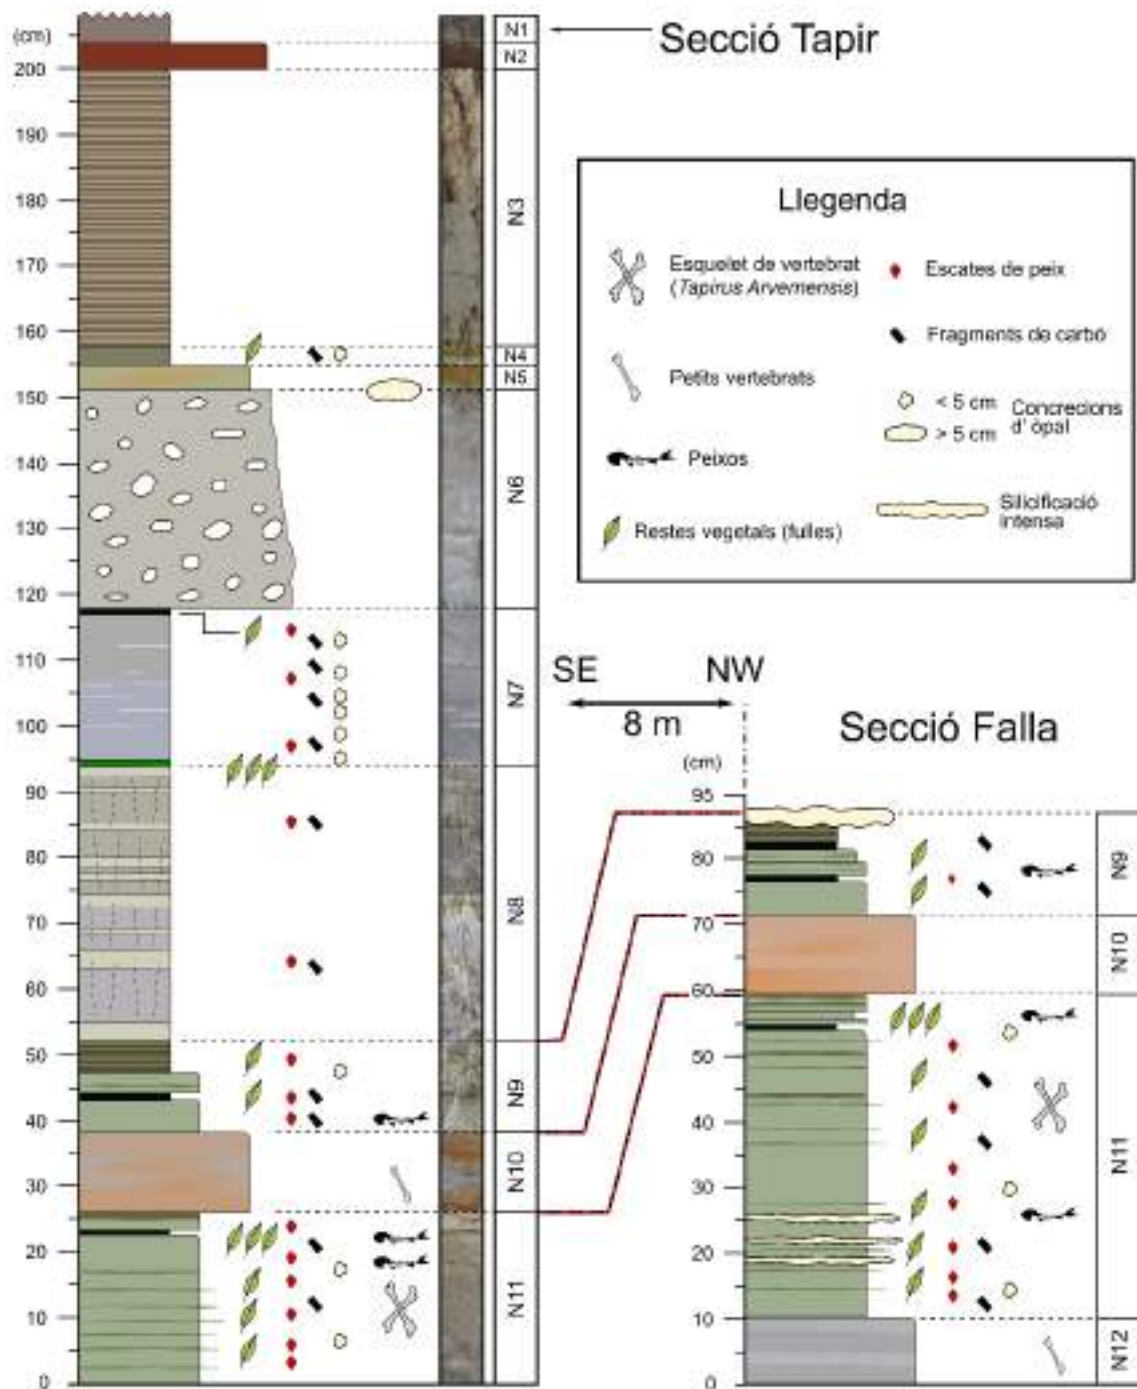 (cm)
200
190
180
170
160
150
140
130
120
110
100
90
80
70
60
50
40
30
20
10
0
N1
N2
N3
N4
N5
N6
N7
N8
N9
N10
N11
Secció Tapir
Llegenda
Esquelet de vertebrat
(Tapirus Arvernensis)
Petits vertebrats
Peixos
Restes vegetals (fulles)
Escates de peix
Fragments de carbó
< 5 cm
> 5 cm
Concrecions
d' òpal
Silicificació
intensa
SE NW
8 m
Secció Falla
(cm)
95
80
70
60
50
40
30
20
10
0
N9
N10
N11
N12